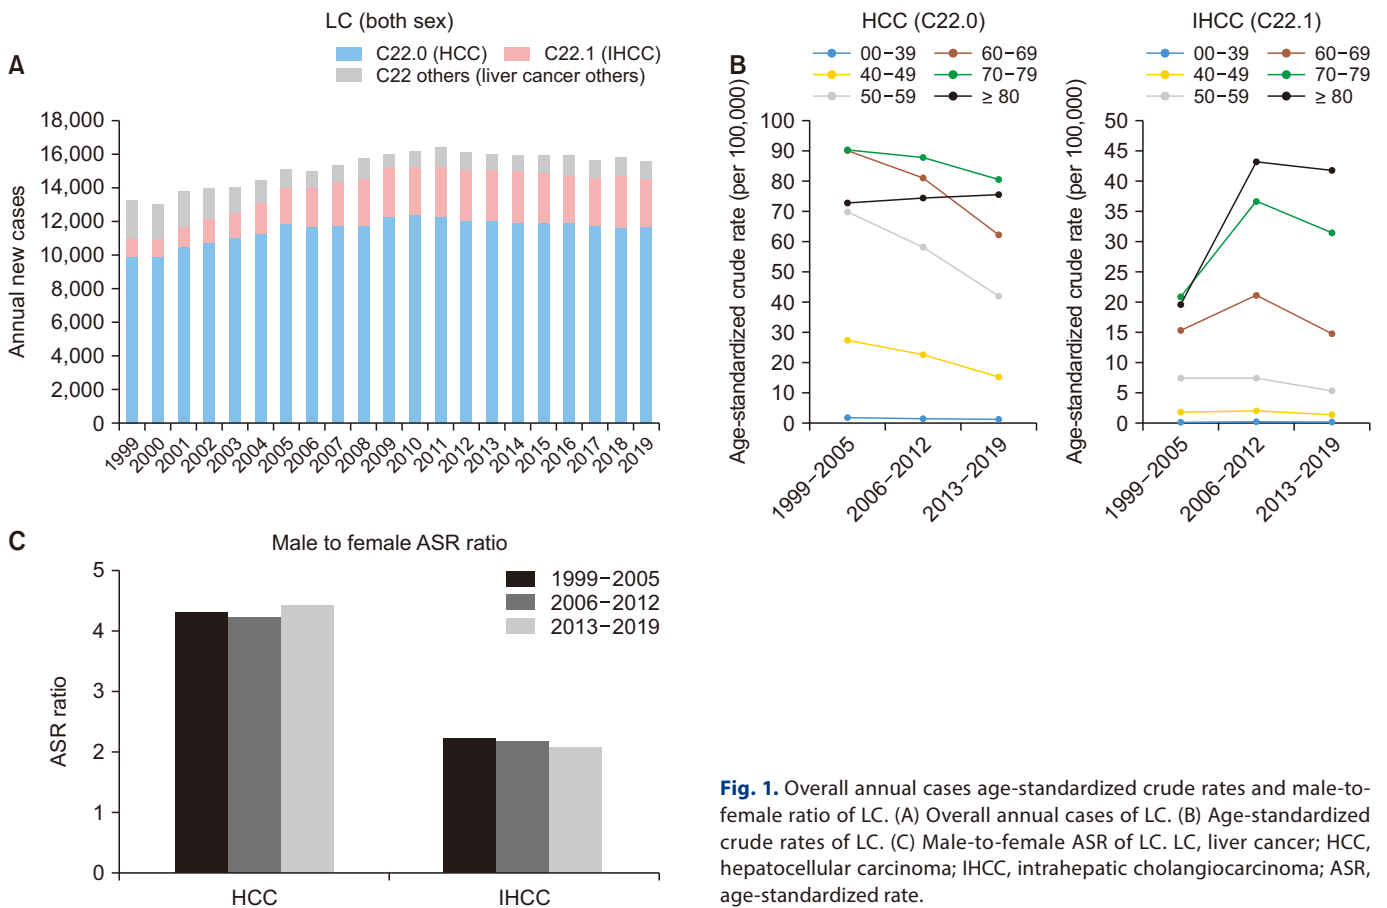 LC (both sex)
A
C22.0 (HCC) C22.1 (IHCC)
C22 others (liver cancer others)
Annual new cases
18,000
16,000
14,000
12,000
10,000
8,000
6,000
4,000
2,000
0
1999 2000 2001 2002 2003 2004 2005 2006 2007 2008 2009 2010 2011 2012 2013 2014 2015 2016 2017 2018 2019
B
HCC (C22.0)
00–39 60–69
40–49 70–79
50–59 ≥ 80
Age-standardized crude rate (per 100,000)
100
90
80
70
60
50
40
30
20
10
0
1999–2005 2006–2012 2013–2019
IHCC (C22.1)
00–39 60–69
40–49 70–79
50–59 ≥ 80
Age-standardized crude rate (per 100,000)
50
45
40
35
30
25
20
15
10
5
0
1999–2005 2006–2012 2013–2019
C
Male to female ASR ratio
1999–2005
2006–2012
2013–2019
ASR ratio
5
4
3
2
1
0
HCC IHCC
Fig. 1. Overall annual cases age-standardized crude rates and male-to-
female ratio of LC. (A) Overall annual cases of LC. (B) Age-standardized
crude rates of LC. (C) Male-to-female ASR of LC. LC, liver cancer; HCC,
hepatocellular carcinoma; IHCC, intrahepatic cholangiocarcinoma; ASR,
age-standardized rate.